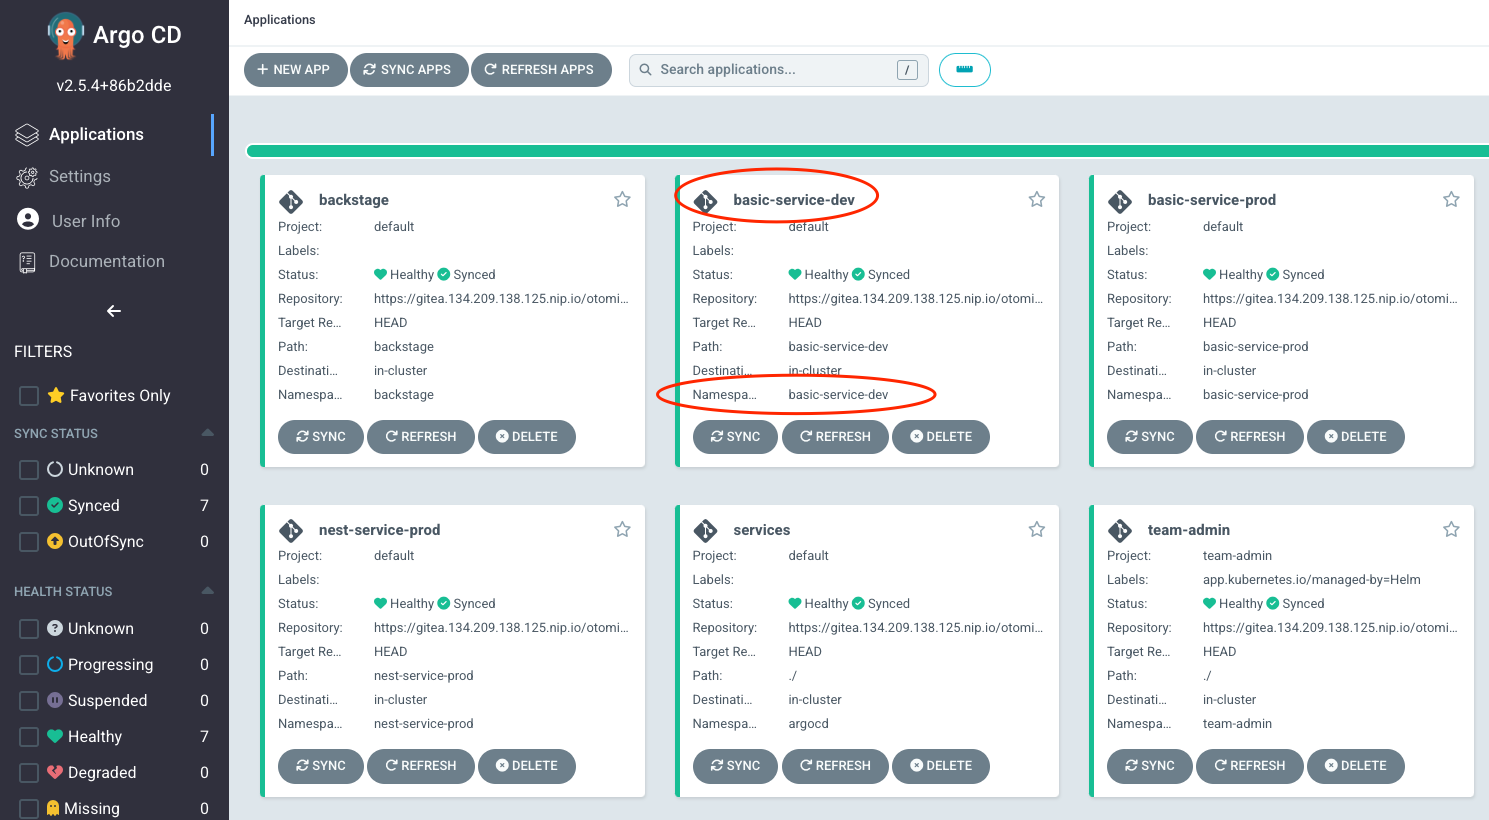 Argo CD
v2.5.4+86b2dde
Applications
Settings
User Info
Documentation
FILTERS
Favorites Only
SYNC STATUS
Unknown 0
Synced 7
OutOfSync 0
HEALTH STATUS
Unknown 0
Progressing 0
Suspended 0
Healthy 7
Degraded 0
Missing 0
Applications
NEW APP SYNC APPS REFRESH APPS Search applications... /
backstage
Project: default
Labels:
Status: Healthy Synced
Repository: https://gitea.134.209.138.125.nip.io/otomi...
Target Re... HEAD
Path: backstage
Destinati... in-cluster
Namespa... backstage
SYNC REFRESH DELETE
basic-service-dev
Project: default
Labels:
Status: Healthy Synced
Repository: https://gitea.134.209.138.125.nip.io/otomi...
Target Re... HEAD
Path: basic-service-dev
Destinati... in-cluster
Namespa... basic-service-dev
SYNC REFRESH DELETE
basic-service-prod
Project: default
Labels:
Status: Healthy Synced
Repository: https://gitea.134.209.138.125.nip.io/otomi...
Target Re... HEAD
Path: basic-service-prod
Destinati... in-cluster
Namespa... basic-service-prod
SYNC REFRESH DELETE
nest-service-prod
Project: default
Labels:
Status: Healthy Synced
Repository: https://gitea.134.209.138.125.nip.io/otomi...
Target Re... HEAD
Path: nest-service-prod
Destinati... in-cluster
Namespa... nest-service-prod
SYNC REFRESH DELETE
services
Project: default
Labels:
Status: Healthy Synced
Repository: https://gitea.134.209.138.125.nip.io/otomi...
Target Re... HEAD
Path: ./
Destinati... in-cluster
Namespa... argocd
SYNC REFRESH DELETE
team-admin
Project: team-admin
Labels: app.kubernetes.io/managed-by=Helm
Status: Healthy Synced
Repository: https://gitea.134.209.138.125.nip.io/otomi...
Target Re... HEAD
Path: ./
Destinati... in-cluster
Namespa... team-admin
SYNC REFRESH DELETE